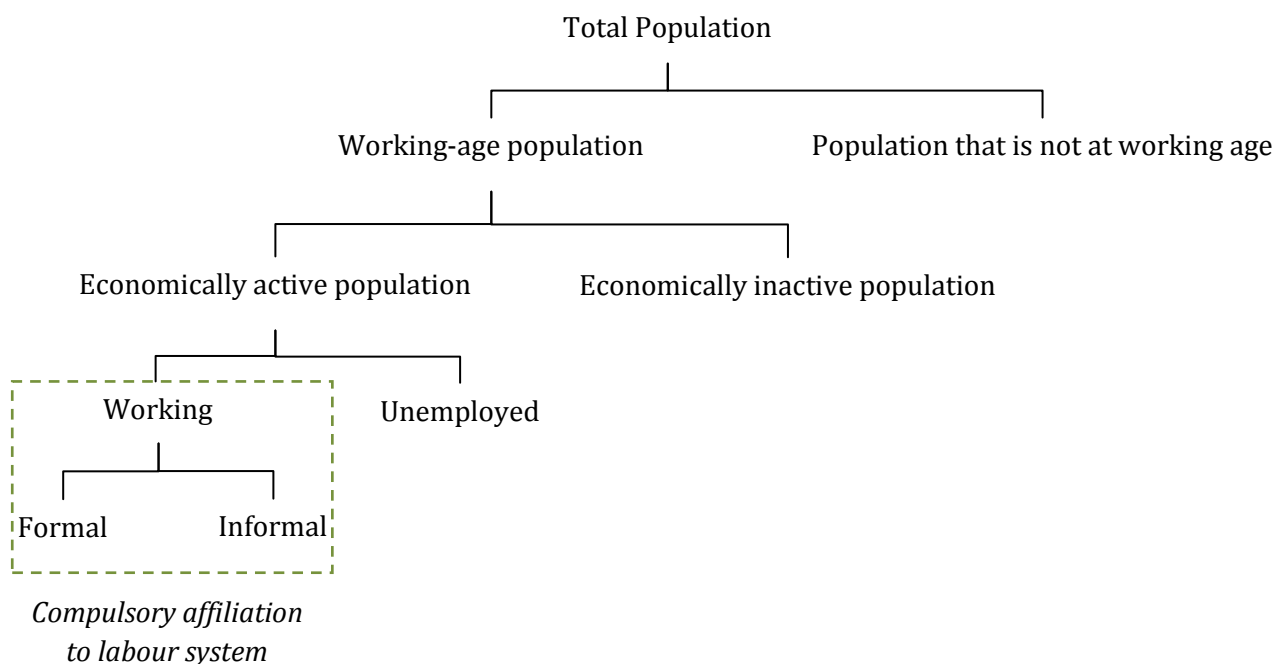 Total Population
Working-age population
Population that is not at working age
Economically active population
Economically inactive population
Working
Unemployed
Formal
Informal
Compulsory affiliation
to labour system